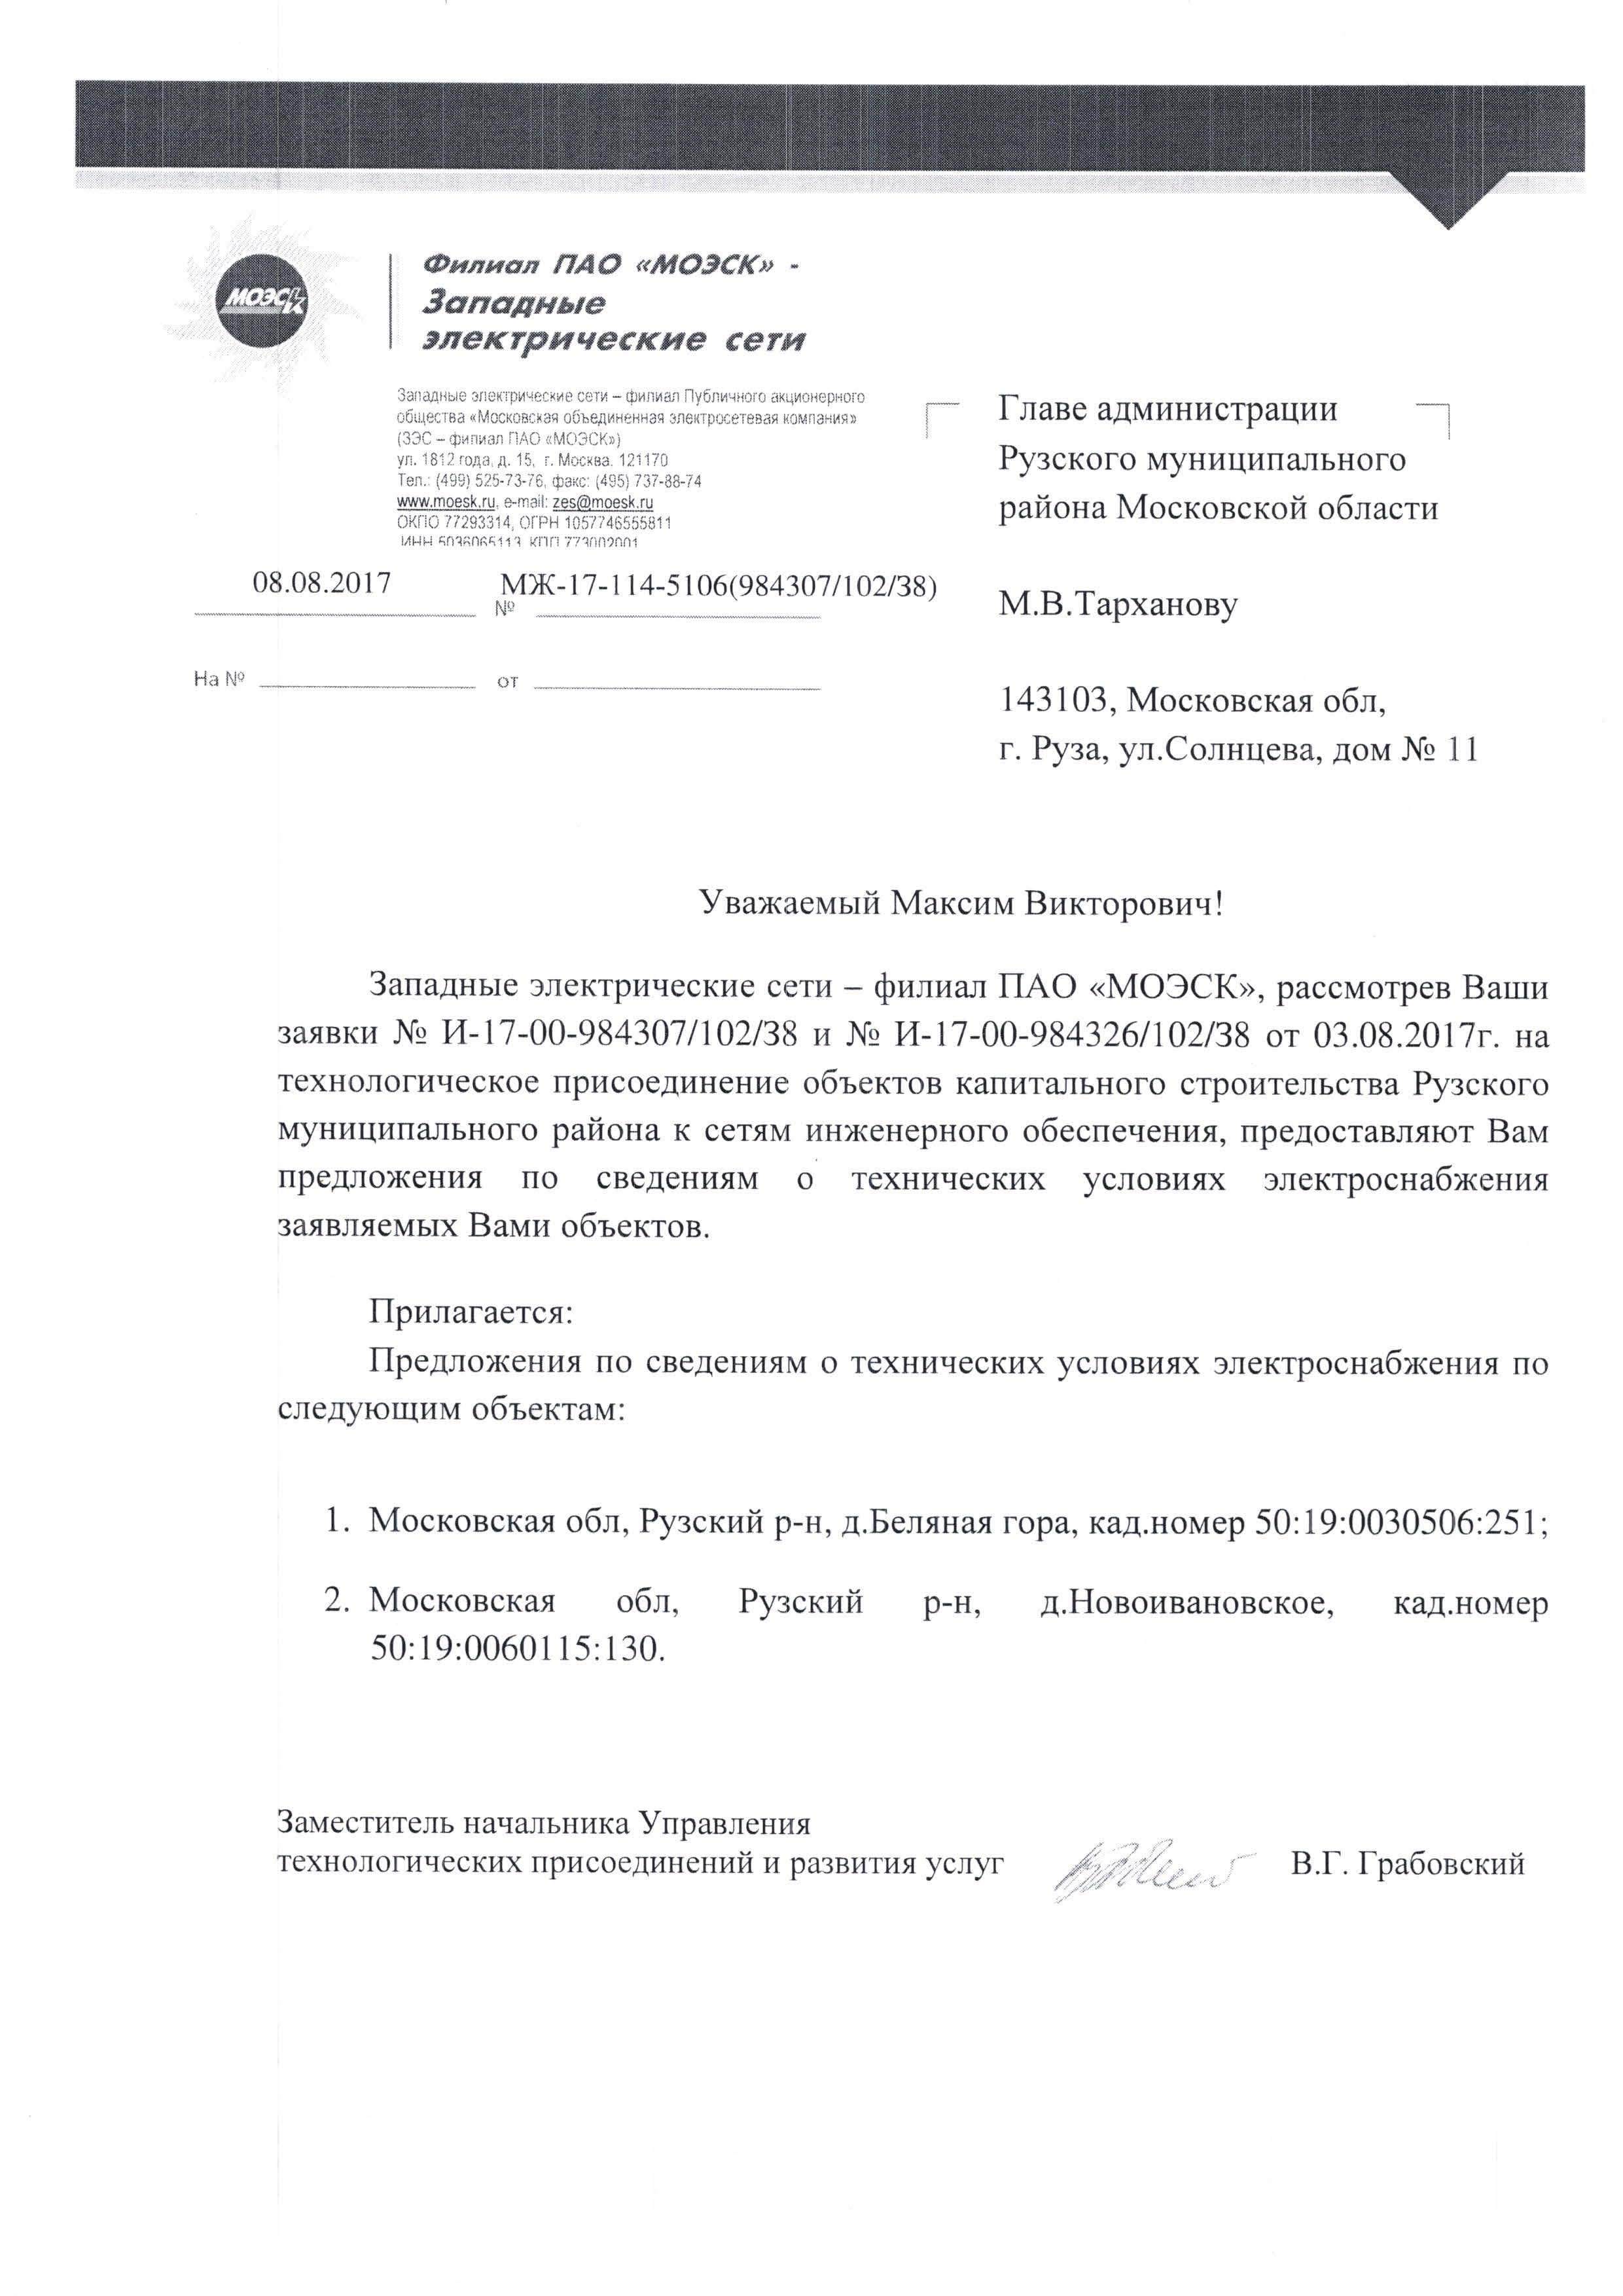 МОЭСК
Филиал ПАО «МОЭСК» -
Западные
электрические сети
Западные электрические сети – филиал Публичного акционерного
общества «Московская объединенная электросетевая компания»
(ЗЭС – филиал ПАО «МОЭСК»)
ул. 1812 года, д. 15, г. Москва. 121170
Тел.: (499) 525-73-76, факс: (495) 737-88-74
www.moesk.ru, e-mail: zes@moesk.ru
ОКПО 77293314, ОГРН 1057746555811
ИНН 5036065113 КПП 773002001
08.08.2017 МЖ-17-114-5106(984307/102/38)
№
На № от
Главе администрации
Рузского муниципального
района Московской области
М.В.Тарханову
143103, Московская обл,
г. Руза, ул.Солнцева, дом № 11
Уважаемый Максим Викторович!
Западные электрические сети – филиал ПАО «МОЭСК», рассмотрев Ваши
заявки № И-17-00-984307/102/38 и № И-17-00-984326/102/38 от 03.08.2017г. на
технологическое присоединение объектов капитального строительства Рузского
муниципального района к сетям инженерного обеспечения, предоставляют Вам
предложения по сведениям о технических условиях электроснабжения
заявляемых Вами объектов.
Прилагается:
Предложения по сведениям о технических условиях электроснабжения по
следующим объектам:
1. Московская обл, Рузский р-н, д.Беляная гора, кад.номер 50:19:0030506:251;
2. Московская обл, Рузский р-н, д.Новоивановское, кад.номер
50:19:0060115:130.
Заместитель начальника Управления
технологических присоединений и развития услуг В.Г. Грабовский